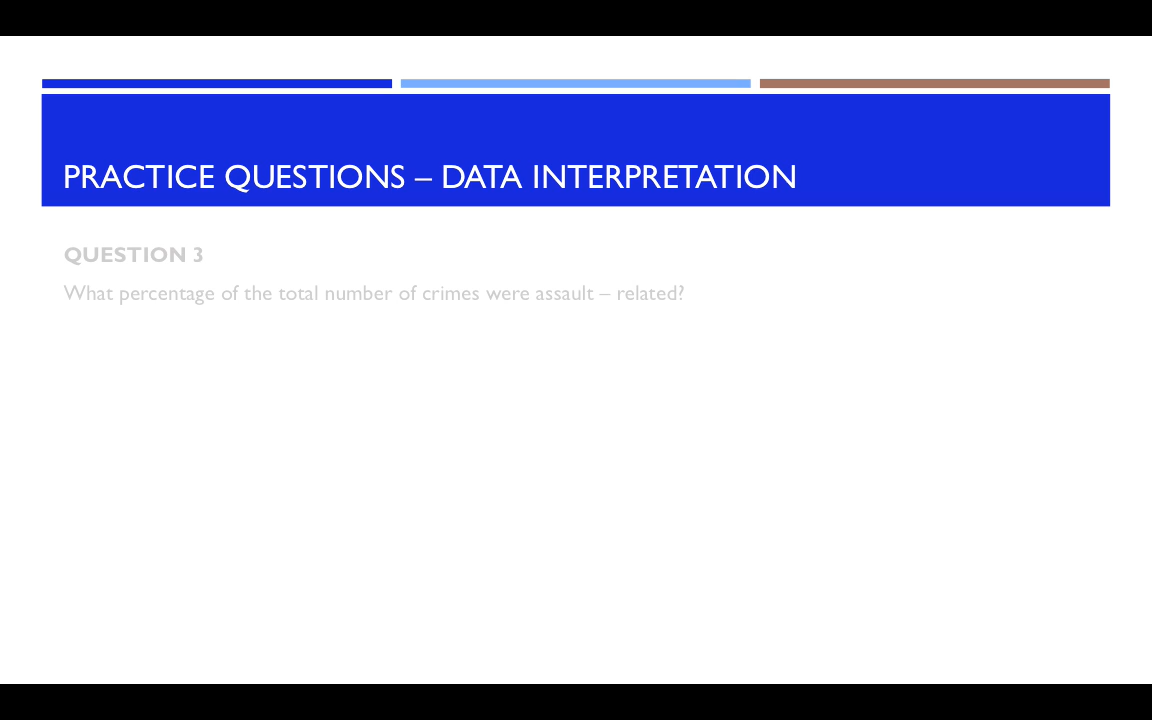 PRACTICE QUESTIONS – DATA INTERPRETATION
QUESTION 3
What percentage of the total number of crimes were assault – related?